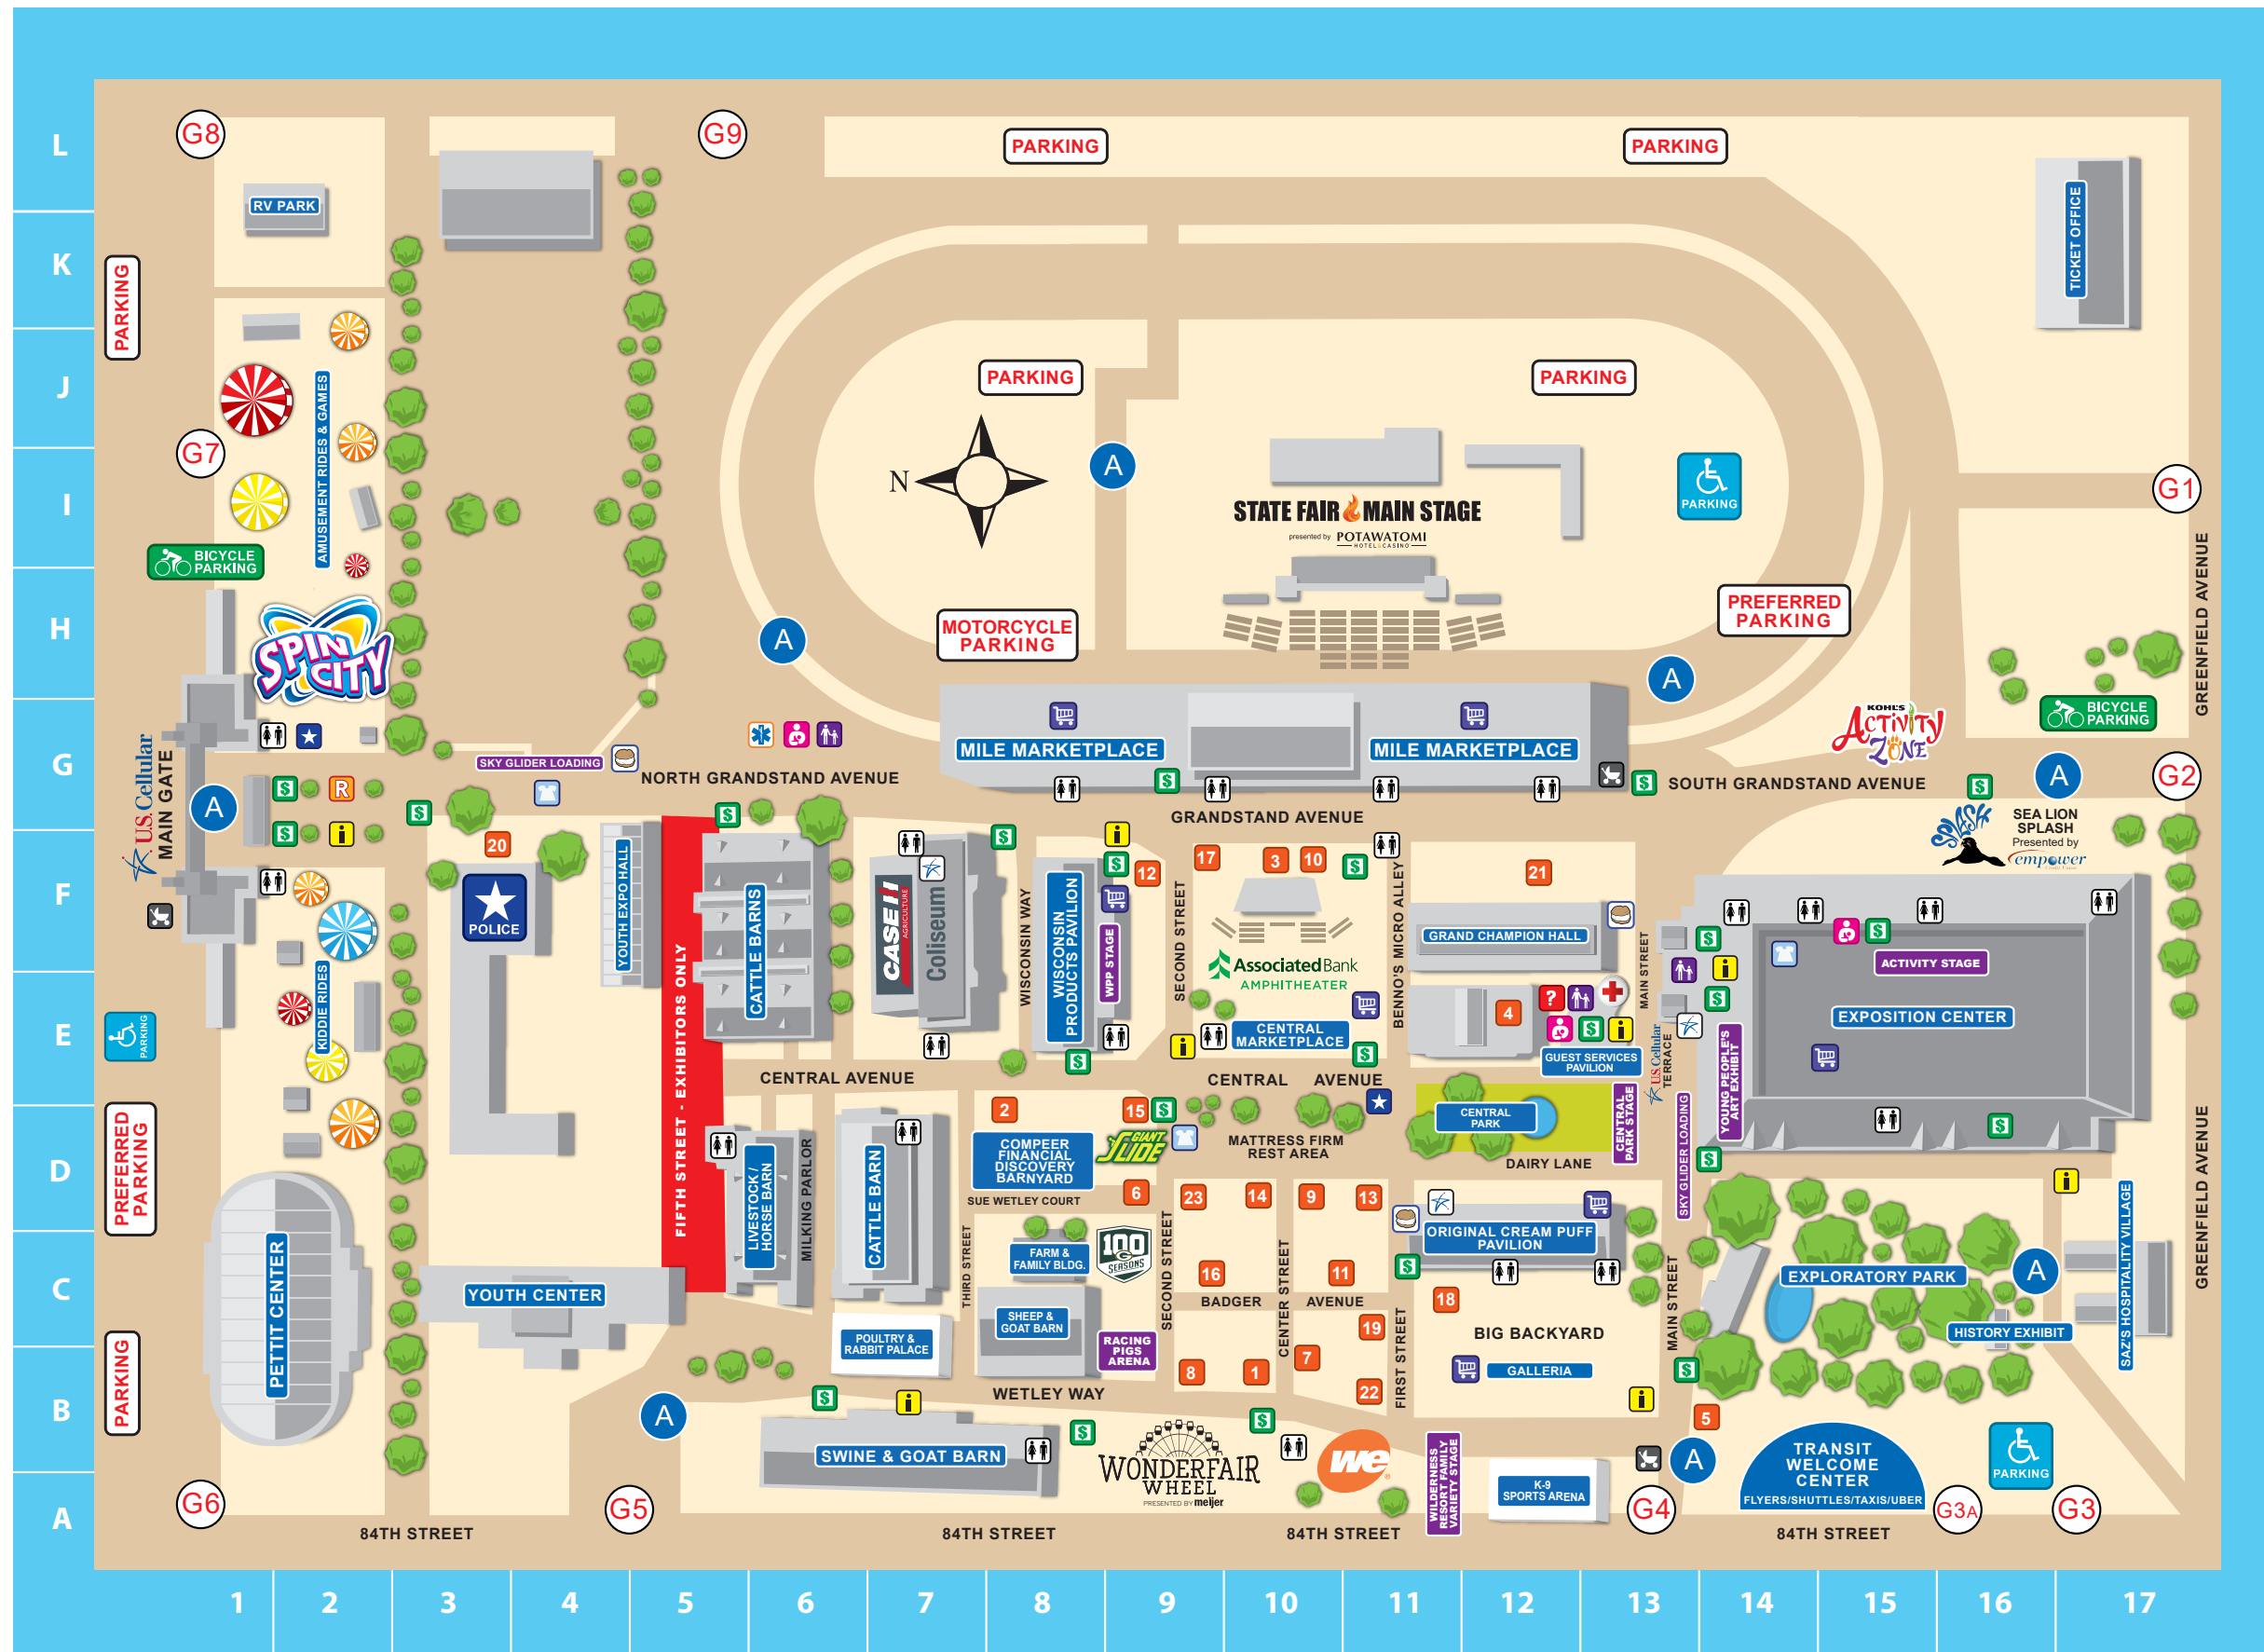 L
K
J
I
H
G
F
E
D
C
B
A
1
2
3
4
5
6
7
8
9
10
11
12
13
14
15
16
17
G8
G9
PARKING
PARKING
RV PARK
TICKET OFFICE
PARKING
PARKING
PARKING
AMUSEMENT RIDES & GAMES
G7
N
A
STATE FAIR MAIN STAGE
presented by POTAWATOMI
HOTEL & CASINO
PARKING
G1
BICYCLE
PARKING
SPIN
CITY
A
MOTORCYCLE
PARKING
PREFERRED
PARKING
A
GREENFIELD AVENUE
BICYCLE
PARKING
KOHL'S
ACTIVITY
ZONE
U.S. Cellular
MAIN GATE
A
$
R
$
i
SKY GLIDER LOADING
NORTH GRANDSTAND AVENUE
MILE MARKETPLACE
MILE MARKETPLACE
$
$
SOUTH GRANDSTAND AVENUE
$
A
G2
GRANDSTAND AVENUE
SPLASH
SEA LION
SPLASH
Presented by
empower
$
20
POLICE
YOUTH EXPO HALL
$
CATTLE BARNS
FIFTH STREET - EXHIBITORS ONLY
CASE IH
AGRICULTURE
Coliseum
$
WISCONSIN WAY
WISCONSIN
PRODUCTS PAVILION
i
$
12
WPP STAGE
$
SECOND STREET
17
3
10
$
Associated Bank
AMPHITHEATER
BENNO'S MICRO ALLEY
21
GRAND CHAMPION HALL
MAIN STREET
$
i
$
$
ACTIVITY STAGE
EXPOSITION CENTER
YOUNG PEOPLE'S
ART EXHIBIT
$
KIDDIE RIDES
PARKING
CENTRAL AVENUE
i
CENTRAL
MARKETPLACE
$
CENTRAL AVENUE
4
?
$
i
GUEST SERVICES
PAVILION
U.S. Cellular
TERRACE
PREFERRED
PARKING
2
15
$
COMPEER
FINANCIAL
DISCOVERY
BARNYARD
GIANT
SLIDE
MATTRESS FIRM
REST AREA
CENTRAL
PARK
CENTRAL
PARK STAGE
DAIRY LANE
SKY GLIDER LOADING
$
LIVESTOCK /
HORSE BARN
MILKING PARLOR
CATTLE BARN
SUE WETLEY COURT
6
23
14
9
13
i
SAZ'S HOSPITALITY VILLAGE
GREENFIELD AVENUE
PETTIT CENTER
YOUTH CENTER
THIRD STREET
FARM &
FAMILY BLDG.
100
G
SEASONS
SECOND STREET
16
CENTER STREET
11
$
ORIGINAL CREAM PUFF
PAVILION
BADGER AVENUE
MAIN STREET
EXPLORATORY PARK
A
HISTORY EXHIBIT
PARKING
POULTRY &
RABBIT PALACE
SHEEP &
GOAT BARN
RACING
PIGS
ARENA
8
1
7
19
22
FIRST STREET
18
BIG BACKYARD
GALLERIA
$
i
5
A
$
i
WETLEY WAY
SWINE & GOAT BARN
$
WONDERFAIR
WHEEL
PRESENTED BY meijer
$
we
WILDERNESS
RESORT FAMILY
VARIETY STAGE
K-9
SPORTS ARENA
A
TRANSIT
WELCOME
CENTER
FLYERS/SHUTTLES/TAXIS/UBER
PARKING
G6
G5
G4
G3A
G3
84TH STREET
84TH STREET
84TH STREET
84TH STREET